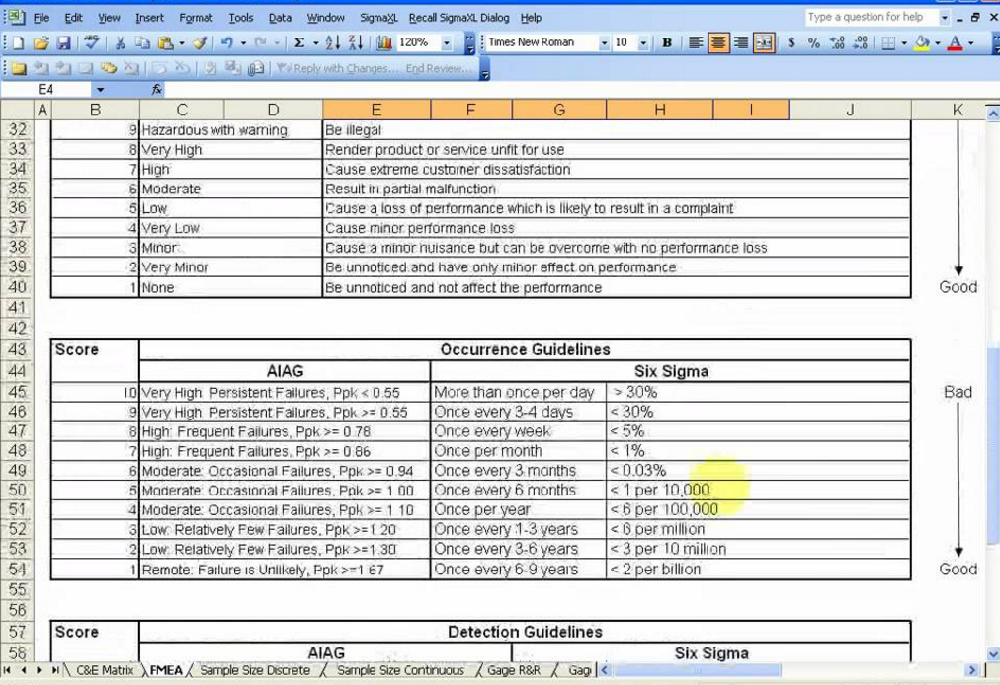 File Edit View Insert Format Tools Data Window SigmaXL Recall SigmaXL Dialog Help Type a question for help
120% Times New Roman 10 B $ % A
Reply with Changes... End Review...
E4 fx
A B C D E F G H I J K
32 9 Hazardous with warning Be illegal
33 8 Very High Render product or service unfit for use
34 7 High Cause extreme customer dissatisfaction
35 6 Moderate Result in partial malfunction
36 5 Low Cause a loss of performance which is likely to result in a complaint
37 4 Very Low Cause minor performance loss
38 3 Minor Cause a minor nuisance but can be overcome with no performance loss
39 2 Very Minor Be unnoticed and have only minor effect on performance
40 1 None Be unnoticed and not affect the performance Good
41
42
43 Score Occurrence Guidelines
44 AIAG Six Sigma
45 10 Very High: Persistent Failures, Ppk < 0.55 More than once per day > 30% Bad
46 9 Very High: Persistent Failures, Ppk >= 0.55 Once every 3-4 days < 30%
47 8 High: Frequent Failures, Ppk >= 0.78 Once every week < 5%
48 7 High: Frequent Failures, Ppk >= 0.86 Once per month < 1%
49 6 Moderate: Occasional Failures, Ppk >= 0.94 Once every 3 months < 0.03%
50 5 Moderate: Occasional Failures, Ppk >= 1.00 Once every 6 months < 1 per 10,000
51 4 Moderate: Occasional Failures, Ppk >= 1.10 Once per year < 6 per 100,000
52 3 Low: Relatively Few Failures, Ppk >=1.20 Once every 1-3 years < 6 per million
53 2 Low: Relatively Few Failures, Ppk >=1.30 Once every 3-6 years < 3 per 10 million
54 1 Remote: Failure is Unlikely, Ppk >=1.67 Once every 6-9 years < 2 per billion Good
55
56
57 Score Detection Guidelines
58 AIAG Six Sigma
C&E Matrix FMEA Sample Size Discrete Sample Size Continuous Gage R&R Gag